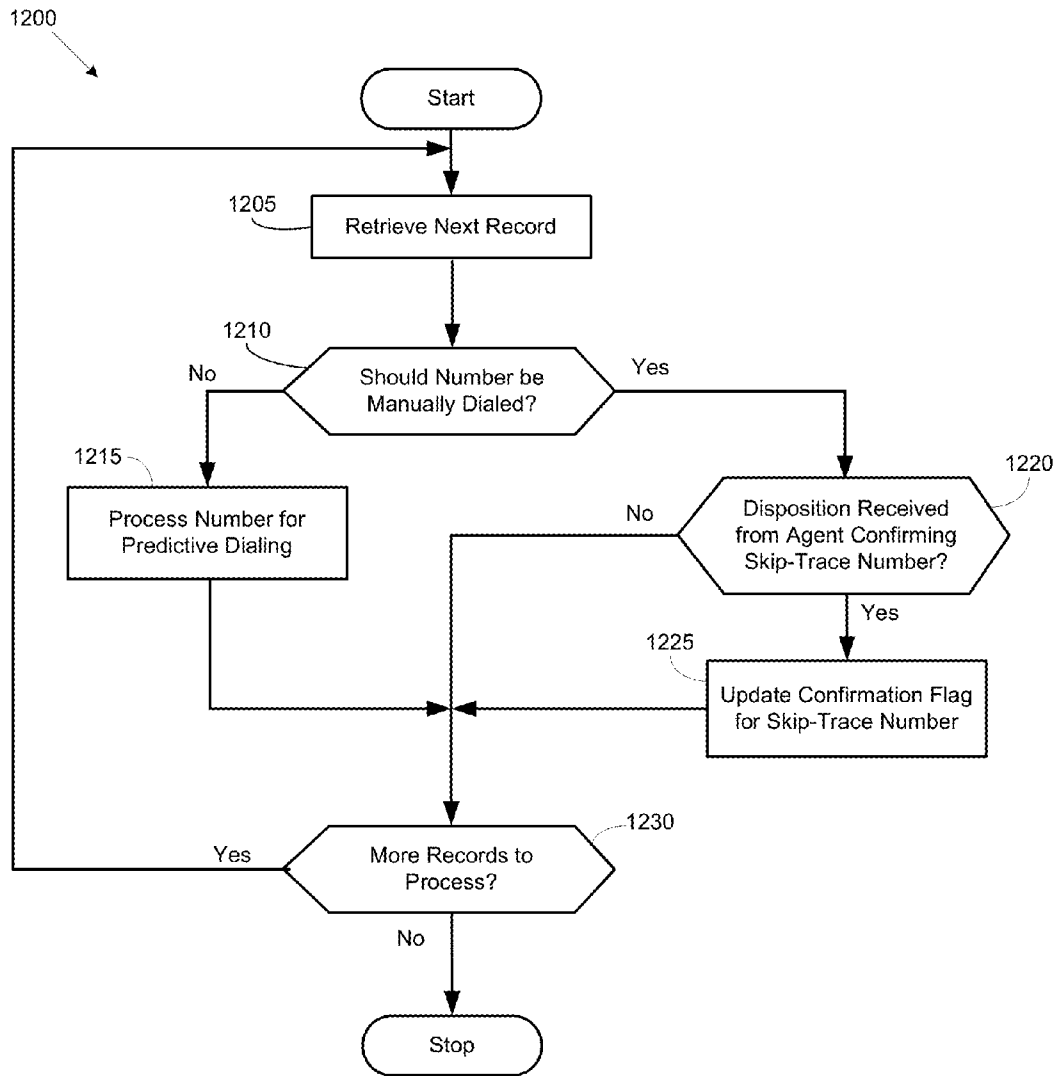 1200
Start
1205
Retrieve Next Record
1210
No
Should Number be
Manually Dialed?
Yes
1215
Process Number for
Predictive Dialing
1220
No
Disposition Received
from Agent Confirming
Skip-Trace Number?
Yes
1225
Update Confirmation Flag
for Skip-Trace Number
1230
Yes
More Records to
Process?
No
Stop